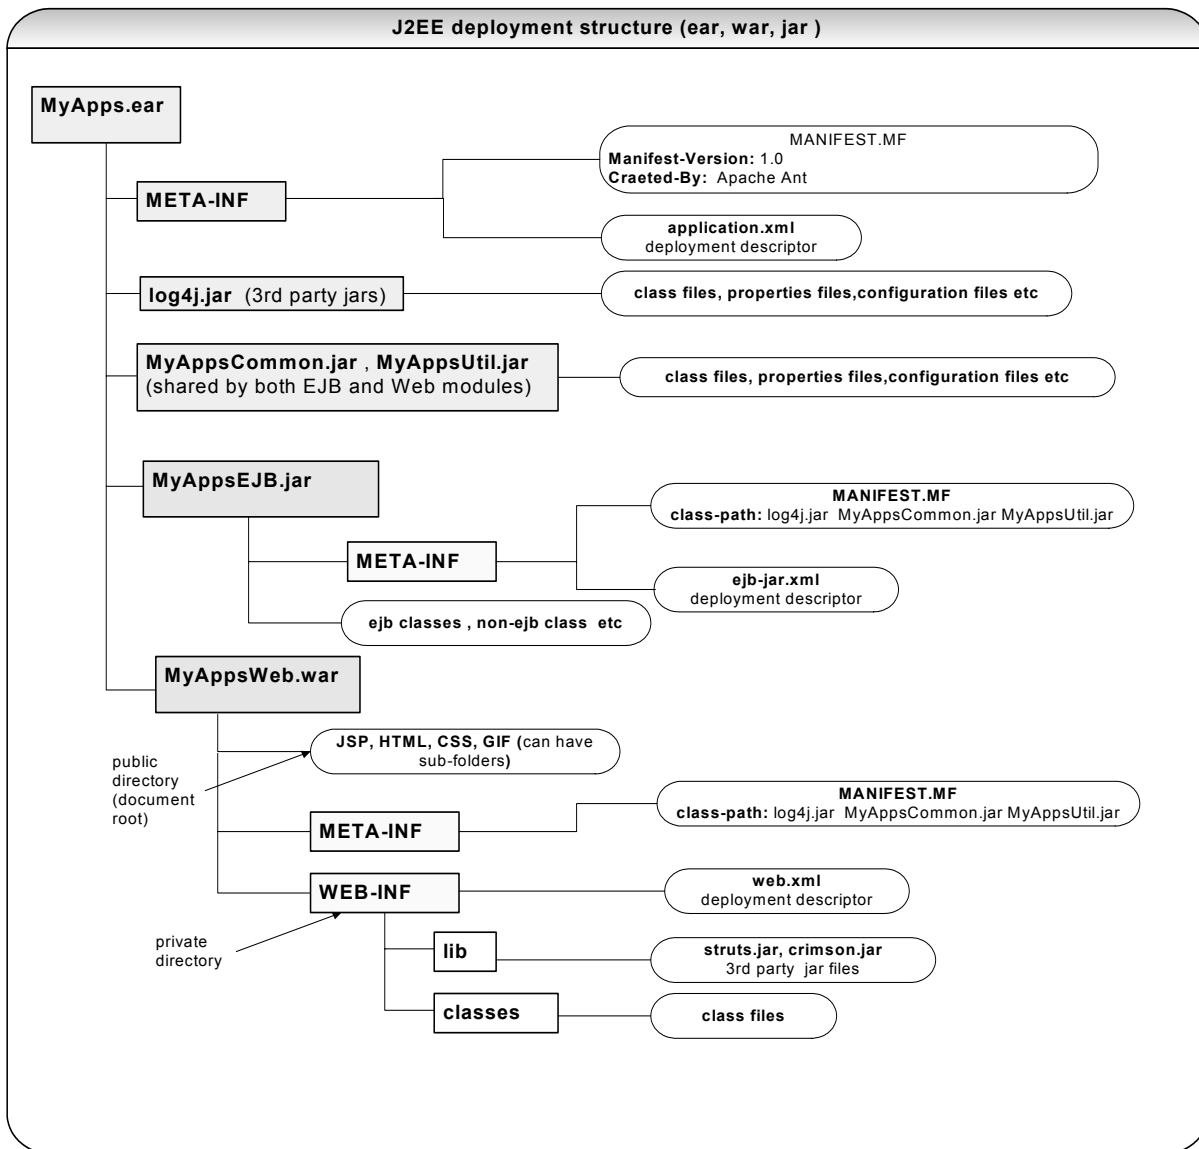 J2EE deployment structure (ear, war, jar )
MyApps.ear
MANIFEST.MF
Manifest-Version: 1.0
Craeted-By: Apache Ant
META-INF
application.xml
deployment descriptor
log4j.jar (3rd party jars)
class files, properties files,configuration files etc
MyAppsCommon.jar , MyAppsUtil.jar
(shared by both EJB and Web modules)
class files, properties files,configuration files etc
MyAppsEJB.jar
MANIFEST.MF
class-path: log4j.jar MyAppsCommon.jar MyAppsUtil.jar
META-INF
ejb-jar.xml
deployment descriptor
ejb classes , non-ejb class etc
MyAppsWeb.war
JSP, HTML, CSS, GIF (can have
sub-folders)
public
directory
(document
root)
MANIFEST.MF
class-path: log4j.jar MyAppsCommon.jar MyAppsUtil.jar
META-INF
WEB-INF
web.xml
deployment descriptor
private
directory
lib
struts.jar, crimson.jar
3rd party jar files
classes
class files